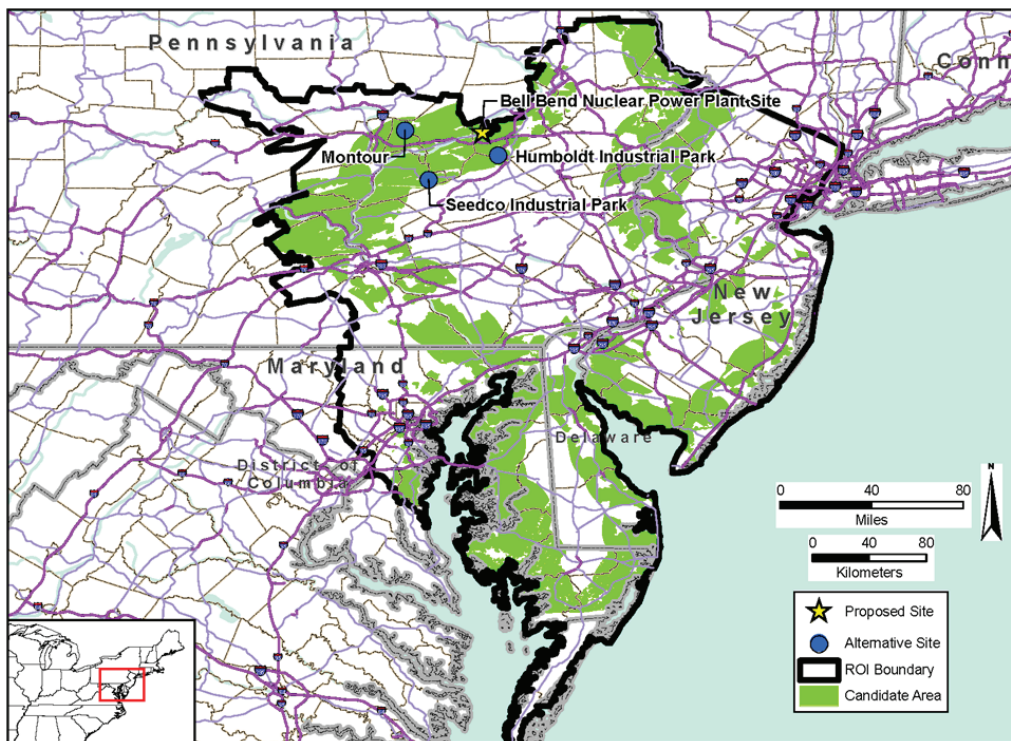 Pennsylvania
Conn
Bell Bend Nuclear Power Plant Site
Montour
Humboldt Industrial Park
Seedco Industrial Park
New
Jersey
Maryland
Delaware
District of
Columbia
N
0 40 80
Miles
0 40 80
Kilometers
Proposed Site
Alternative Site
ROI Boundary
Candidate Area